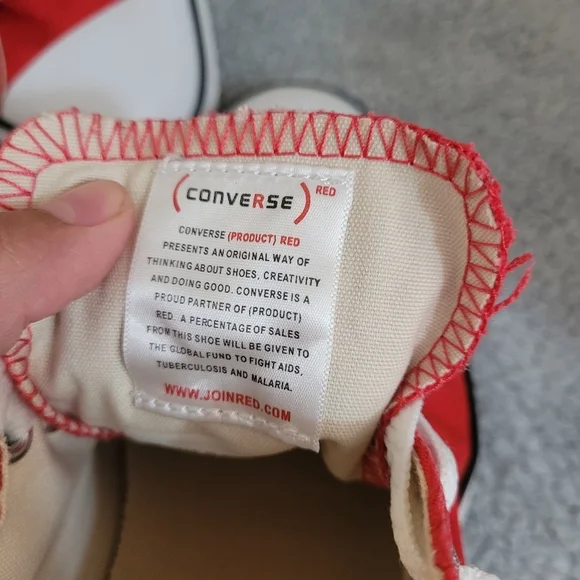 (CONVERSE) RED
CONVERSE (PRODUCT) RED
PRESENTS AN ORIGINAL WAY OF
THINKING ABOUT SHOES, CREATIVITY
AND DOING GOOD. CONVERSE IS A
PROUD PARTNER OF (PRODUCT)
RED. A PERCENTAGE OF SALES
FROM THIS SHOE WILL BE GIVEN TO
THE GLOBAL FUND TO FIGHT AIDS,
TUBERCULOSIS AND MALARIA.
WWW.JOINRED.COM